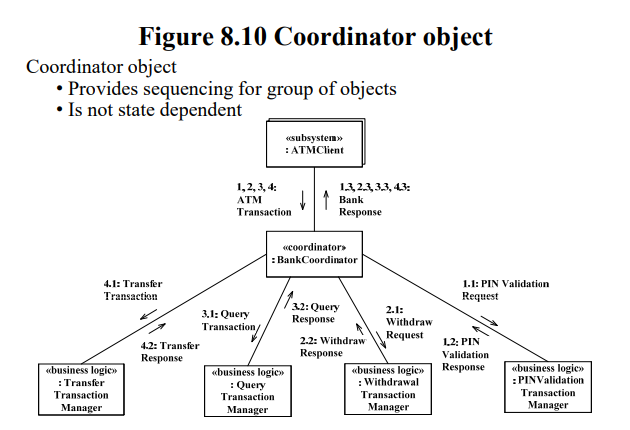 Figure 8.10 Coordinator object
Coordinator object
• Provides sequencing for group of objects
• Is not state dependent
«subsystem»
: ATMClient
1, 2, 3, 4:
ATM
Transaction
1.3, 2.3, 3.3, 4.3:
Bank
Response
«coordinator»
: BankCoordinator
4.1: Transfer
Transaction
4.2: Transfer
Response
3.1: Query
Transaction
3.2: Query
Response
2.2: Withdraw
Response
2.1:
Withdraw
Request
1.1: PIN Validation
Request
1.2: PIN
Validation
Response
«business logic»
: Transfer
Transaction
Manager
«business logic»
: Query
Transaction
Manager
«business logic»
: Withdrawal
Transaction
Manager
«business logic»
: PINValidation
Transaction
Manager